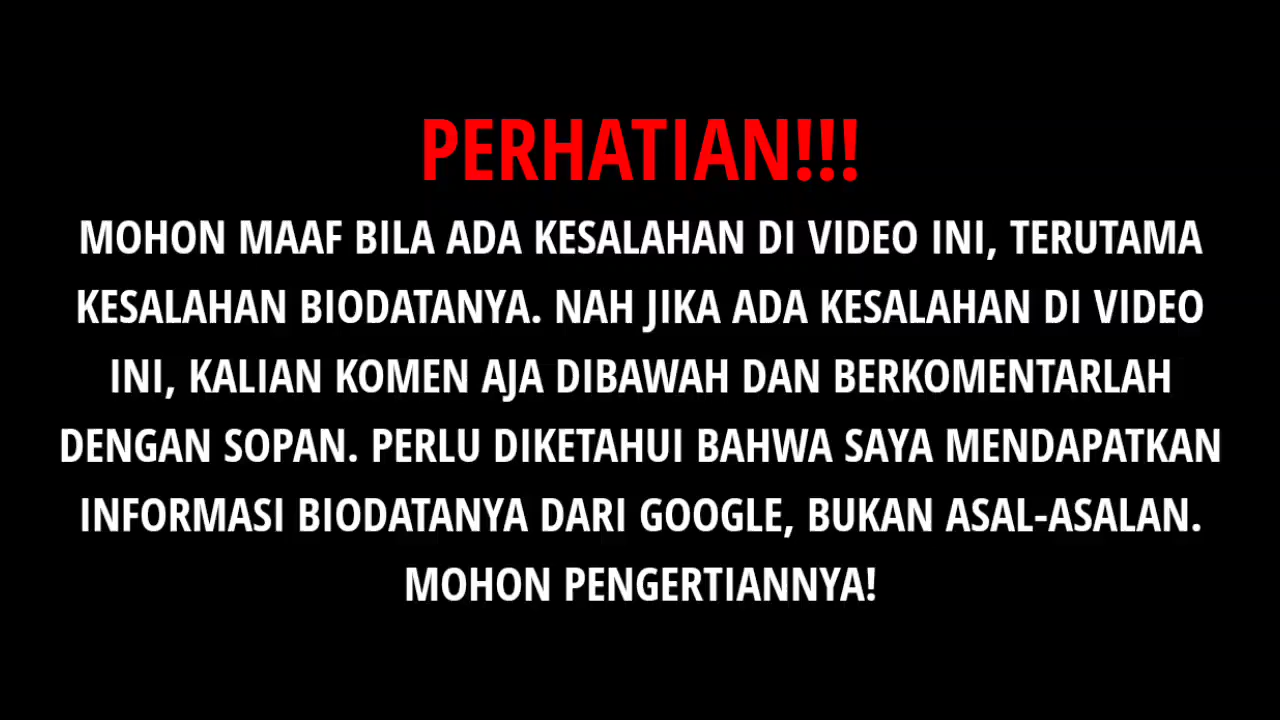 PERHATIAN!!!
MOHON MAAF BILA ADA KESALAHAN DI VIDEO INI, TERUTAMA
KESALAHAN BIODATANYA. NAH JIKA ADA KESALAHAN DI VIDEO
INI, KALIAN KOMEN AJA DIBAWAH DAN BERKOMENTARLAH
DENGAN SOPAN. PERLU DIKETAHUI BAHWA SAYA MENDAPATKAN
INFORMASI BIODATANYA DARI GOOGLE, BUKAN ASAL-ASALAN.
MOHON PENGERTIANNYA!